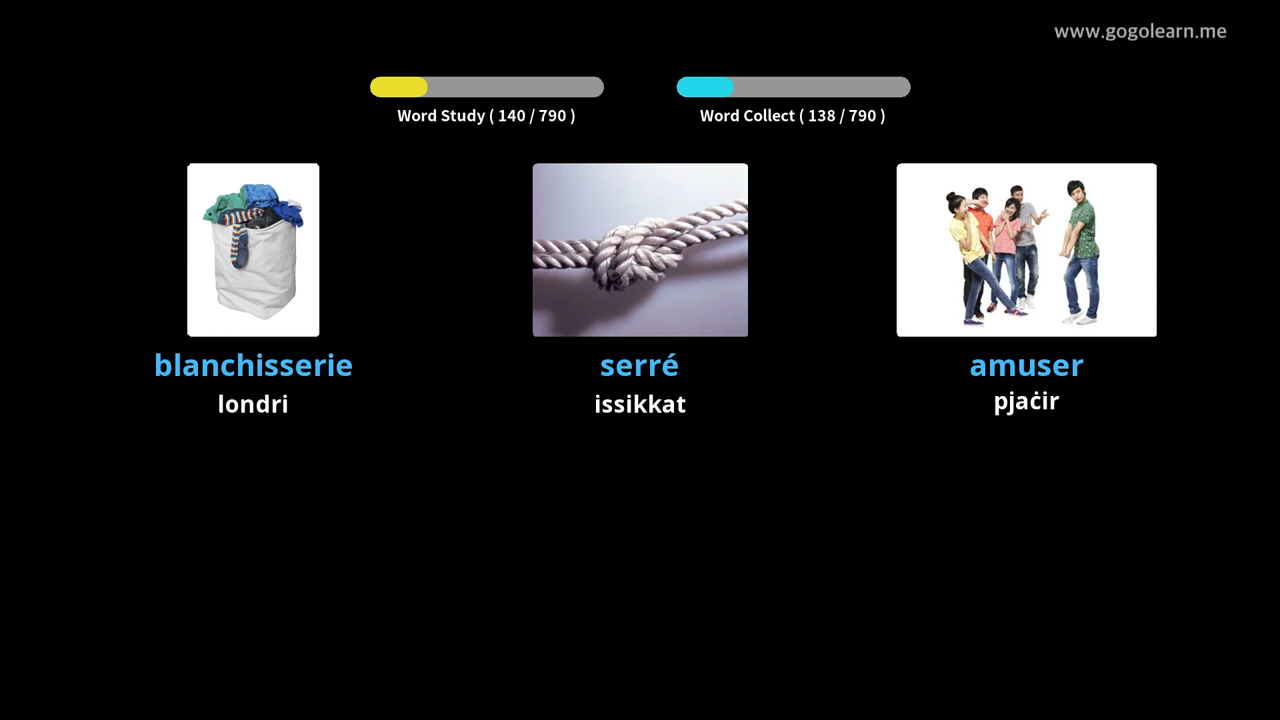 www.gogolearn.me
Word Study ( 140 / 790 )
Word Collect ( 138 / 790 )
blanchisserie
londri
serré
issikkat
amuser
pjaċir